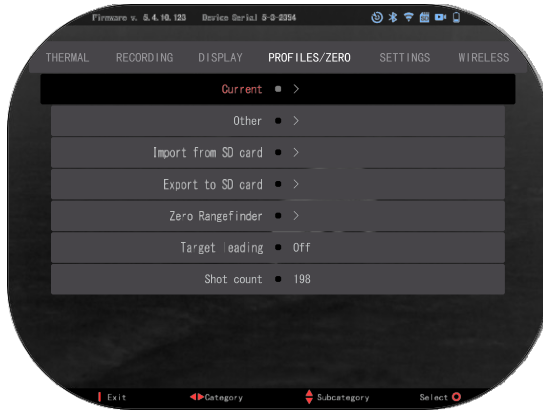 Firmware v. 5.4.10.123 Device Serial 5-3-2354
THERMAL RECORDING DISPLAY PROFILES/ZERO SETTINGS WIRELESS
Current >
Other >
Import from SD card >
Export to SD card >
Zero Rangefinder >
Target leading Off
Shot count 198
Exit Category Subcategory Select